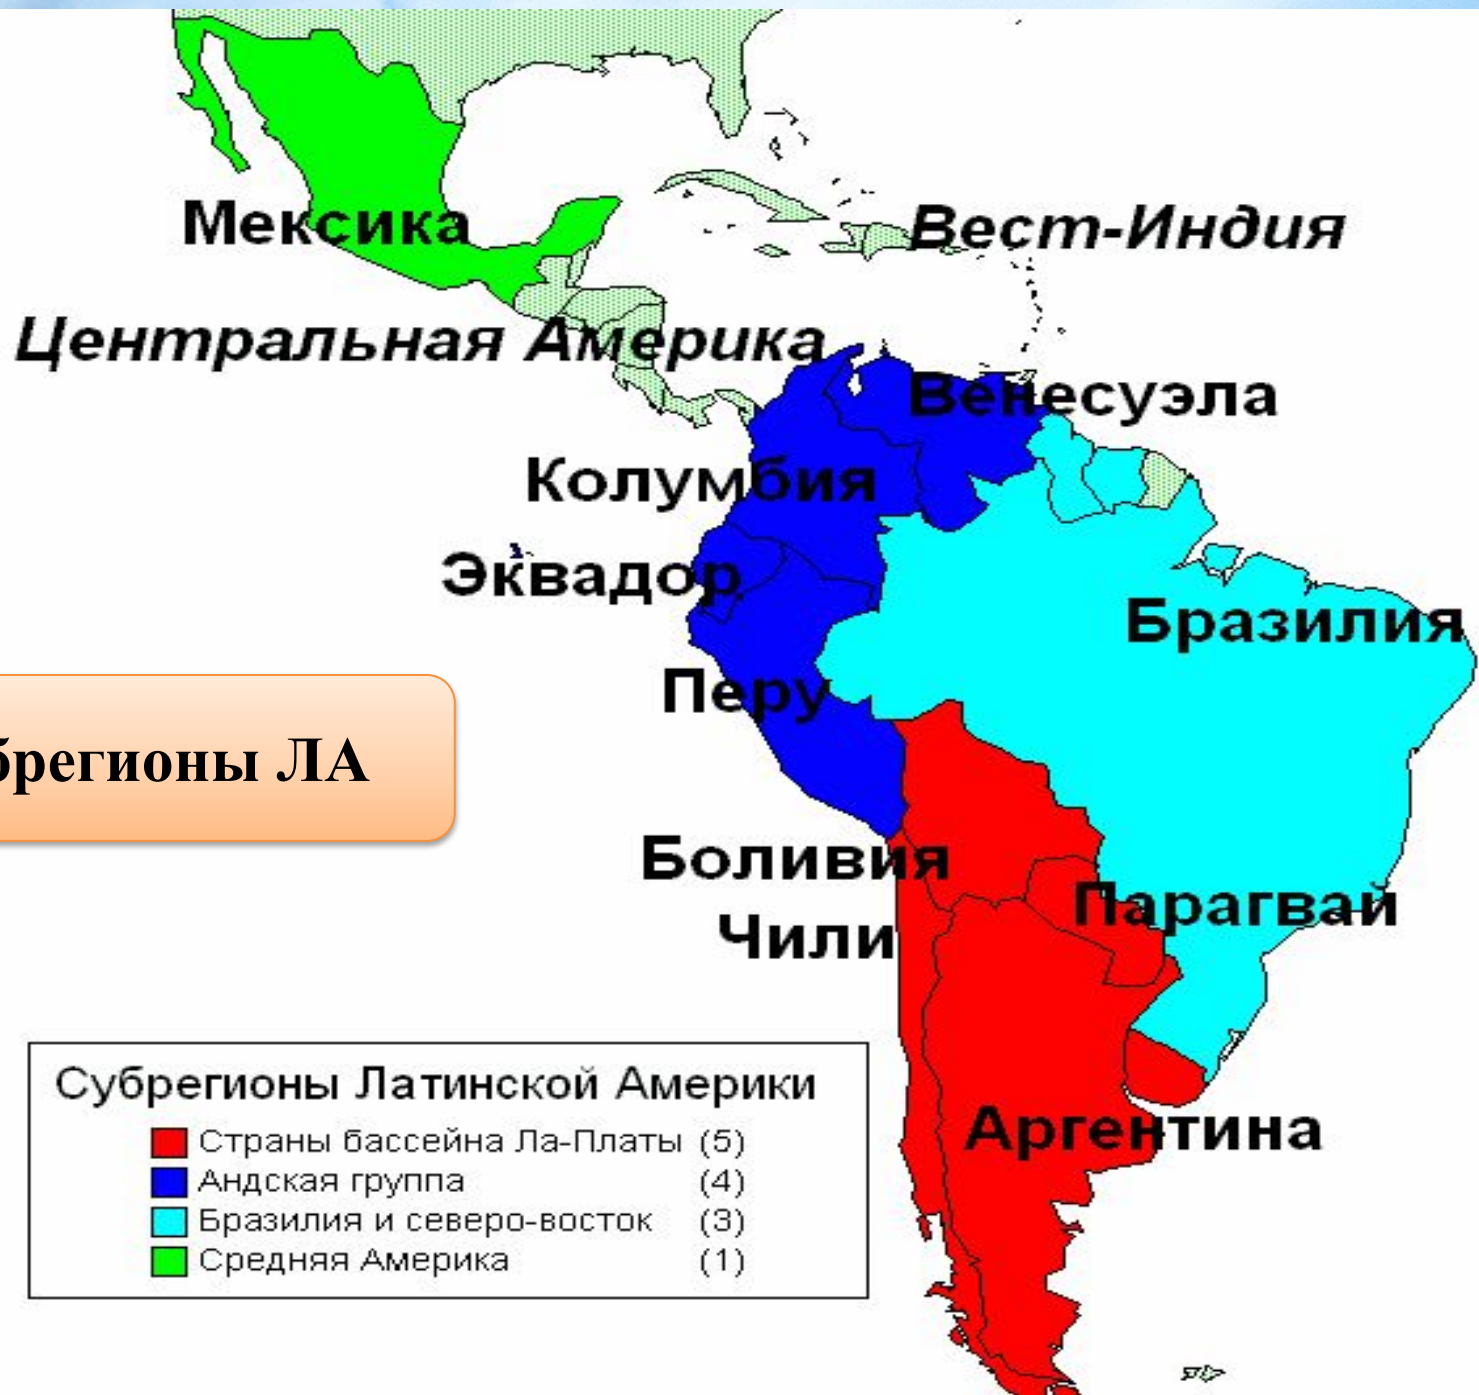 Мексика
Вест-Индия
Центральная Америка
Венесуэла
Колумбия
Эквадор
Бразилия
Перу
брегионы ЛА
Боливия
Парагвай
Чили
Аргентина
Субрегионы Латинской Америки
Страны бассейна Ла-Платы (5)
Андская группа (4)
Бразилия и северо-восток (3)
Средняя Америка (1)